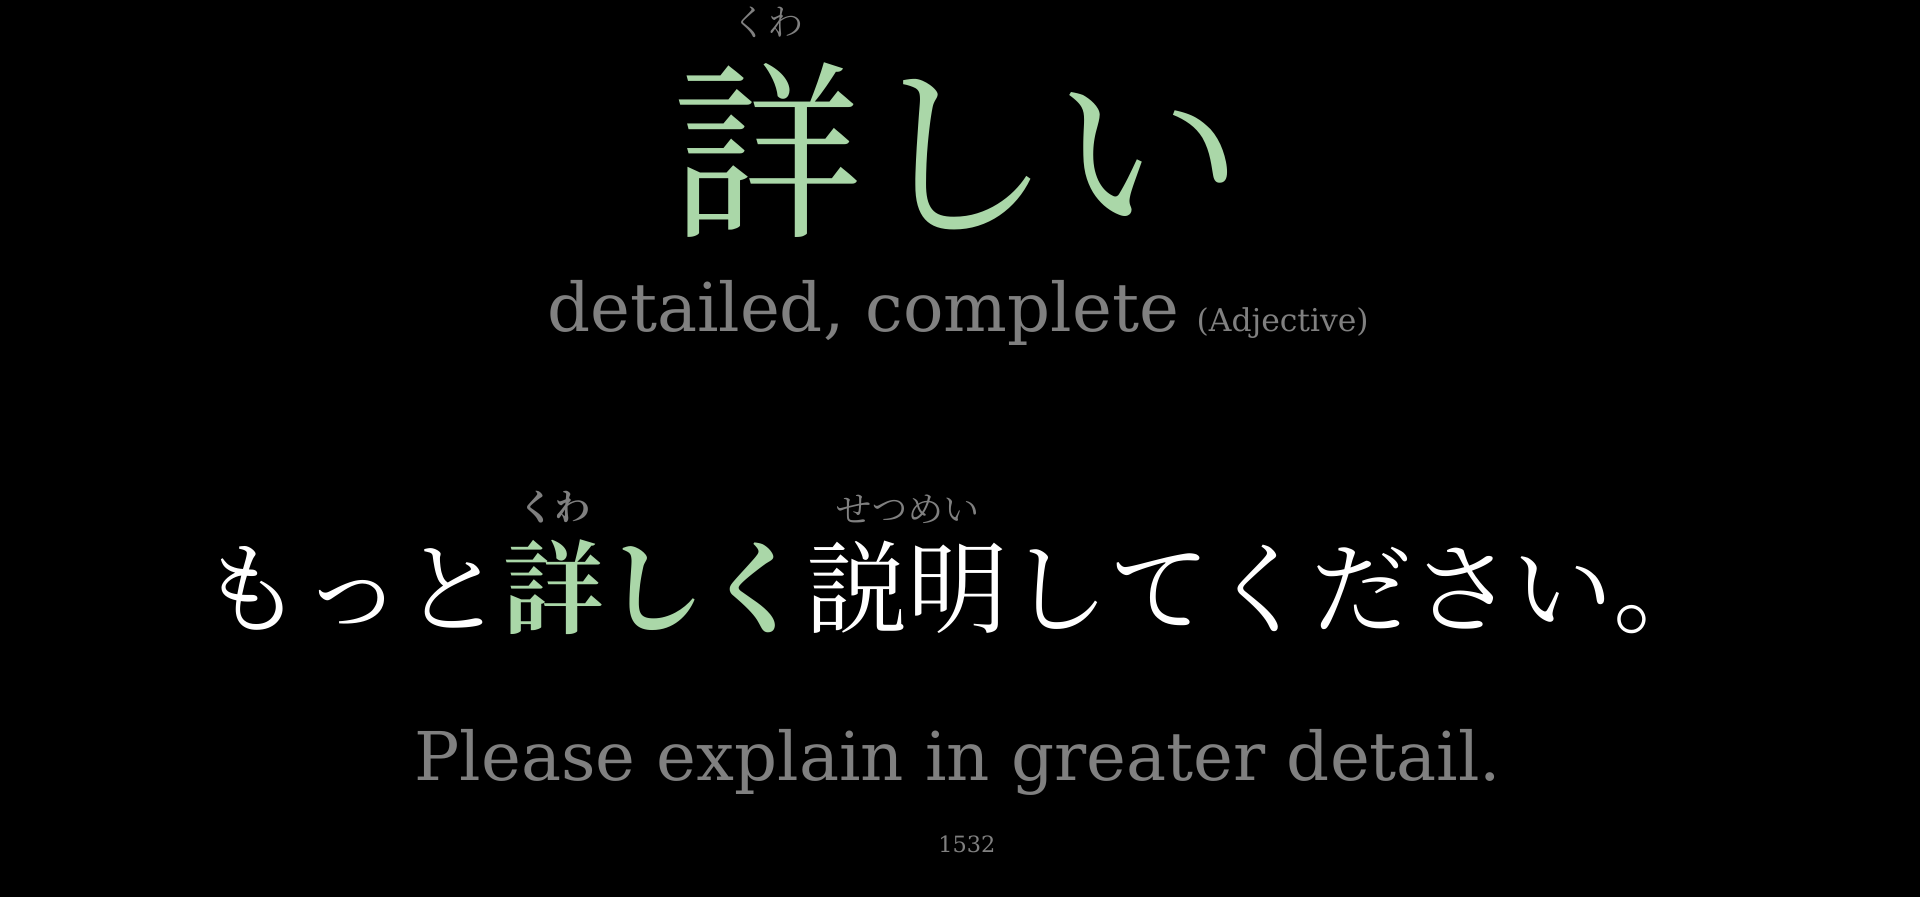 くわ
詳しい
detailed, complete (Adjective)
くわ せつめい
もっと詳しく説明してください。
Please explain in greater detail.
1532